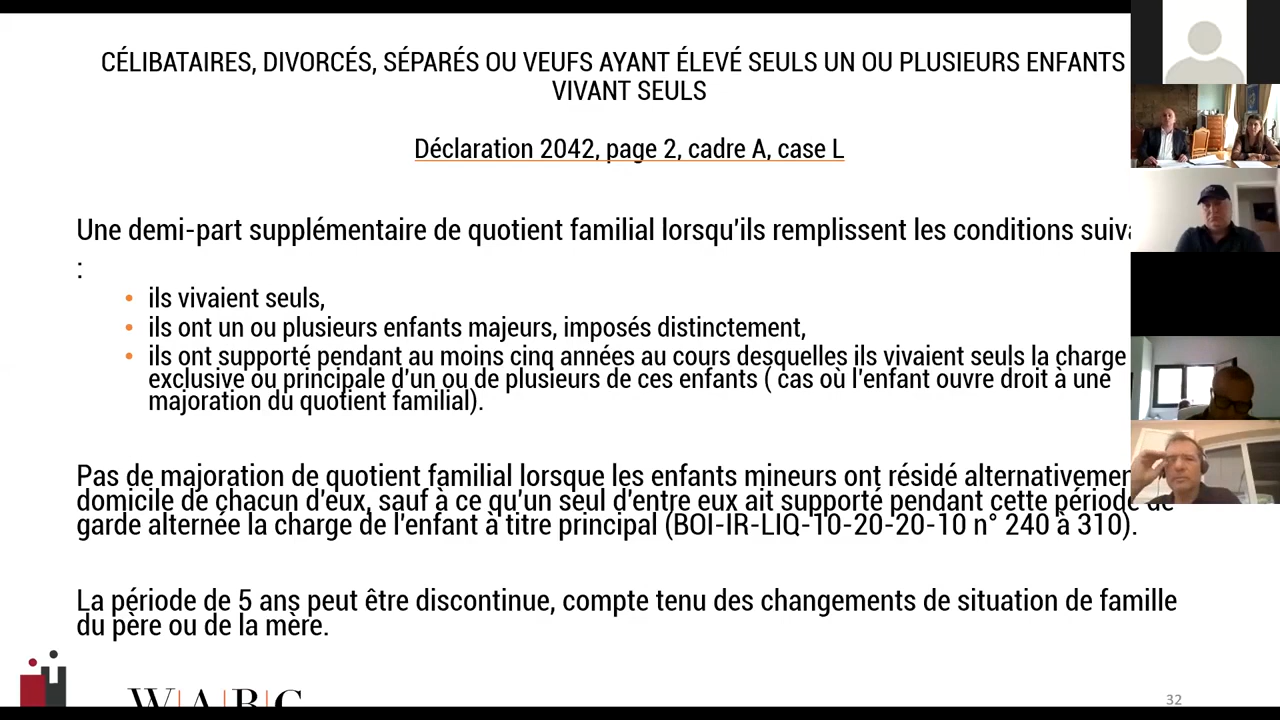 CÉLIBATAIRES, DIVORCÉS, SÉPARÉS OU VEUFS AYANT ÉLEVÉ SEULS UN OU PLUSIEURS ENFANTS
VIVANT SEULS
Déclaration 2042, page 2, cadre A, case L
Une demi-part supplémentaire de quotient familial lorsqu'ils remplissent les conditions
:
• ils vivaient seuls,
• ils ont un ou plusieurs enfants majeurs, imposés distinctement,
• ils ont supporté pendant au moins cinq années au cours desquelles ils vivaient seuls la charge
exclusive ou principale d'un ou de plusieurs de ces enfants ( cas où l'enfant ouvre droit à une
majoration du quotient familial).
Pas de majoration de quotient familial lorsque les enfants mineurs ont résidé
domicile de chacun d'eux, sauf à ce qu'un seul d'entre eux ait supporté pendant cette période de
garde alternée la charge de l'enfant à titre principal (BOI-IR-LIQ-10-20-20-10 n° 240 à 310).
La période de 5 ans peut être discontinue, compte tenu des changements de situation de famille
du père ou de la mère.
W|A|B|C
32